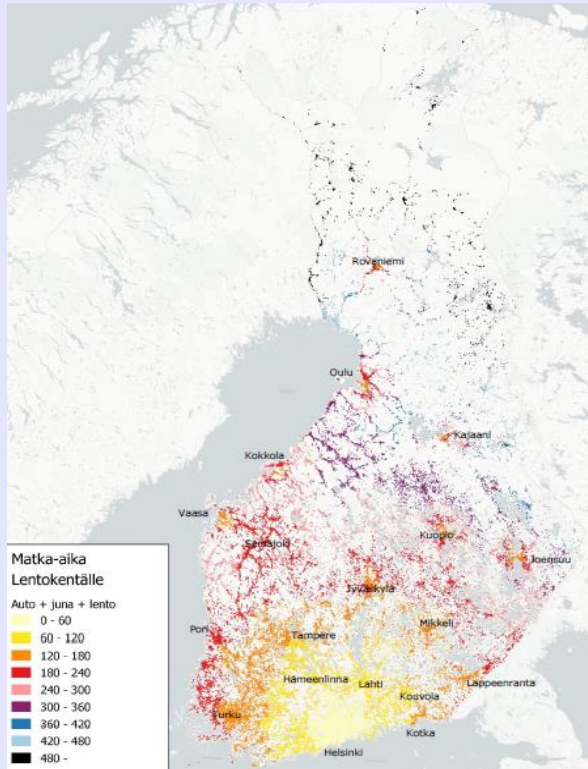 Rovaniemi
Oulu
Kajaani
Kokkola
Vaasa
Kuopio
Seinäjoki
Joensuu
Jyväskylä
Matka-aika
Lentokentälle
Auto + juna + lento
0 - 60
60 - 120
120 - 180
180 - 240
240 - 300
300 - 360
360 - 420
420 - 480
480 -
Pori
Tampere
Mikkeli
Hämeenlinna
Lahti
Lappeenranta
Kouvola
Turku
Kotka
Helsinki